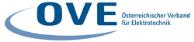 OVE
Österreichischer Verband
für Elektrotechnik